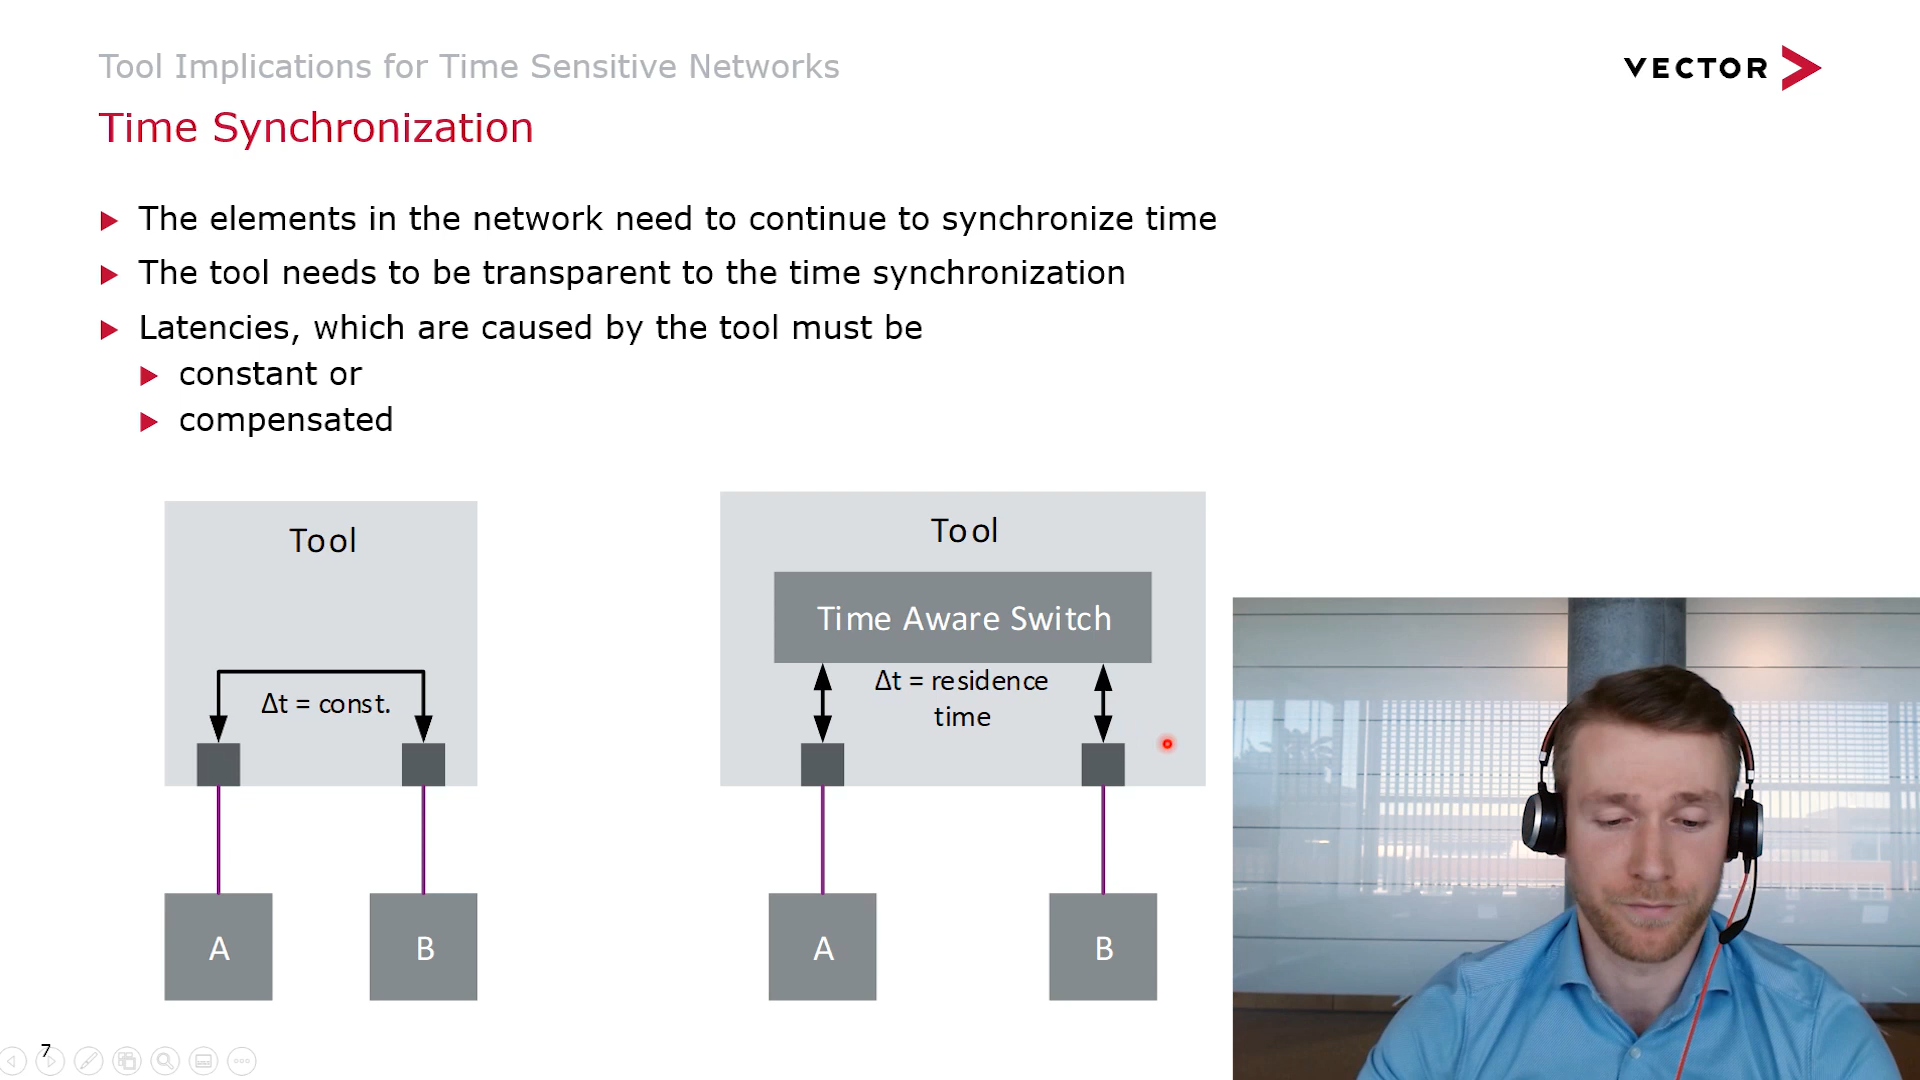 Tool Implications for Time Sensitive Networks
VECTOR
Time Synchronization
The elements in the network need to continue to synchronize time
The tool needs to be transparent to the time synchronization
Latencies, which are caused by the tool must be
constant or
compensated
Tool
Δt = const.
A
B
Tool
Time Aware Switch
Δt = residence
time
A
B
7